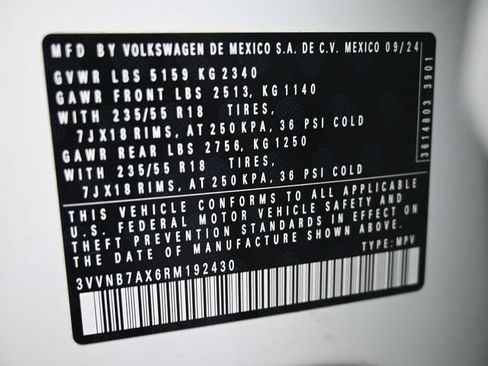 MFD BY VOLKSWAGEN DE MEXICO S.A. DE C.V. MEXICO 09/24
GVWR LBS 5159 KG 2340
GAWR FRONT LBS 2513, KG 1140
WITH 235/55 R18 TIRES,
7JX18 RIMS, AT 250 KPA, 36 PSI COLD
GAWR REAR LBS 2756, KG 1250
WITH 235/55 R18 TIRES,
7JX18 RIMS, AT 250 KPA, 36 PSI COLD
THIS VEHICLE CONFORMS TO ALL APPLICABLE
U.S. FEDERAL MOTOR VEHICLE SAFETY AND
THEFT PREVENTION STANDARDS IN EFFECT ON
THE DATE OF MANUFACTURE SHOWN ABOVE.
3VVNB7AX6RM192430 TYPE: MPV
3614803 3901